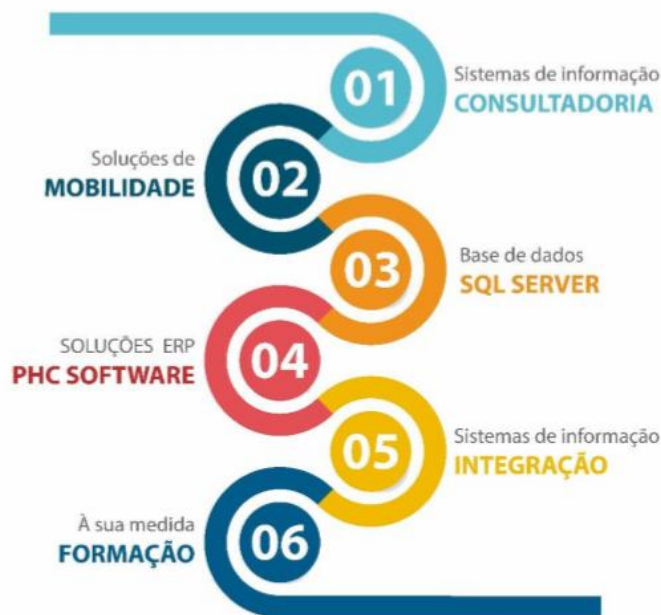 01
Sistemas de informação
CONSULTADORIA
Soluções de
MOBILIDADE
02
03
Base de dados
SQL SERVER
SOLUÇÕES ERP
PHC SOFTWARE
04
05
Sistemas de informação
INTEGRAÇÃO
À sua medida
FORMAÇÃO
06